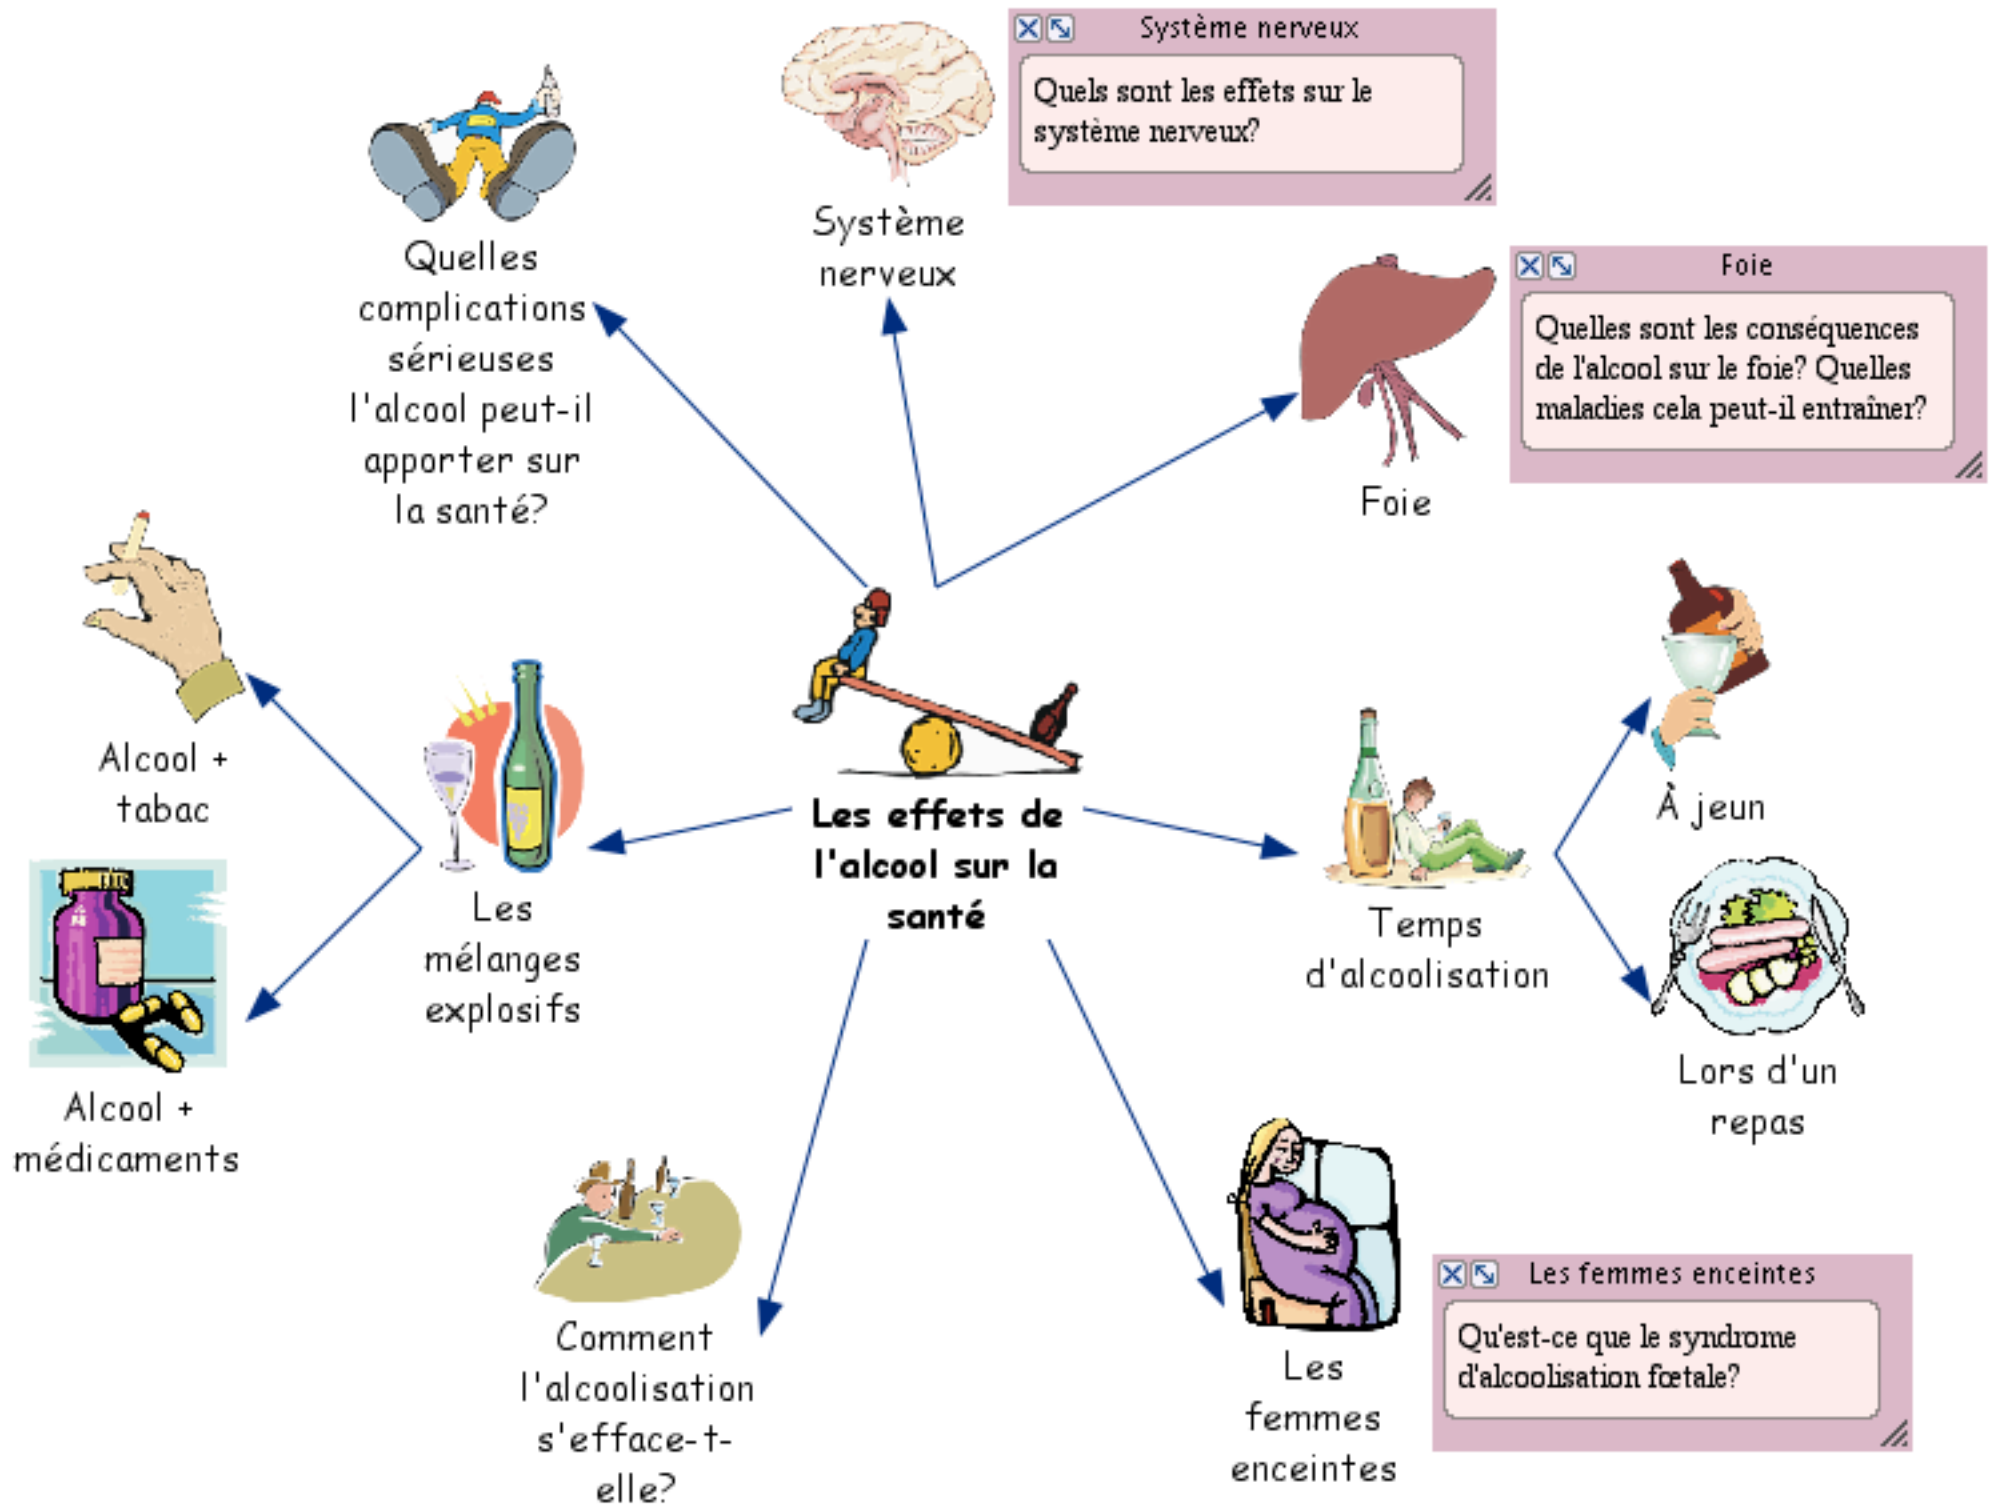 Système nerveux
Quels sont les effets sur le
système nerveux?
Système
nerveux
Quelles
complications
sérieuses
l'alcool peut-il
apporter sur
la santé?
Foie
Quelles sont les conséquences
de l'alcool sur le foie? Quelles
maladies cela peut-il entraîner?
Foie
Alcool +
tabac
Les effets de
l'alcool sur la
santé
À jeun
Les
mélanges
explosifs
Temps
d'alcoolisation
Lors d'un
repas
Alcool +
médicaments
Comment
l'alcoolisation
s'efface-t-
elle?
Les
femmes
enceintes
Les femmes enceintes
Qu'est-ce que le syndrome
d'alcoolisation fœtale?